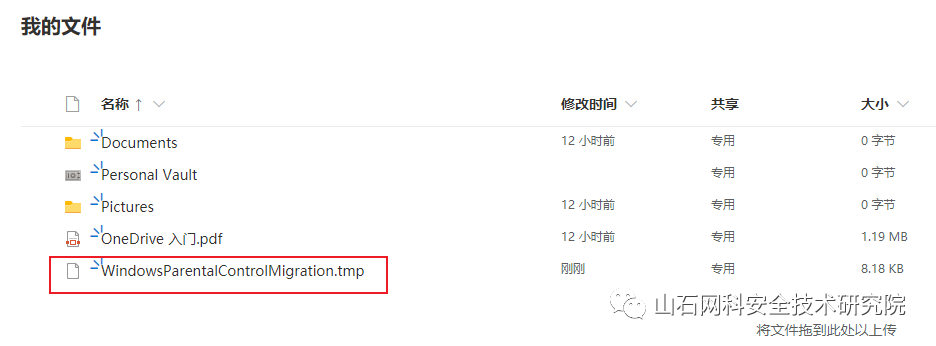 我的文件
名称 ↑ 修改时间 共享 大小
Documents 12 小时前 专用 0 字节
Personal Vault 专用 0 字节
Pictures 12 小时前 专用 0 字节
OneDrive 入门.pdf 12 小时前 专用 1.19 MB
WindowsParentalControlMigration.tmp 刚刚 专用 8.18 KB
山石网科安全技术研究院
将文件拖到此处以上传